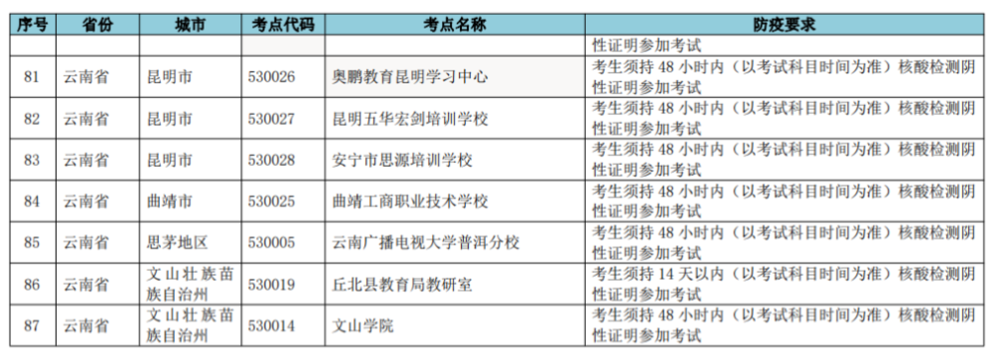 序号 省份 城市 考点代码 考点名称 防疫要求
性证明参加考试
81 云南省 昆明市 530026 奥鹏教育昆明学习中心 考生须持 48 小时内（以考试科目时间为准）核酸检测阴
性证明参加考试
82 云南省 昆明市 530027 昆明五华宏剑培训学校 考生须持 48 小时内（以考试科目时间为准）核酸检测阴
性证明参加考试
83 云南省 昆明市 530028 安宁市思源培训学校 考生须持 48 小时内（以考试科目时间为准）核酸检测阴
性证明参加考试
84 云南省 曲靖市 530025 曲靖工商职业技术学校 考生须持 48 小时内（以考试科目时间为准）核酸检测阴
性证明参加考试
85 云南省 思茅地区 530005 云南广播电视大学普洱分校 考生须持 48 小时内（以考试科目时间为准）核酸检测阴
性证明参加考试
86 云南省 文山壮族苗
族自治州 530019 丘北县教育局教研室 考生须持 14 天以内（以考试科目时间为准）核酸检测阴
性证明参加考试
87 云南省 文山壮族苗
族自治州 530014 文山学院 考生须持 48 小时内（以考试科目时间为准）核酸检测阴
性证明参加考试